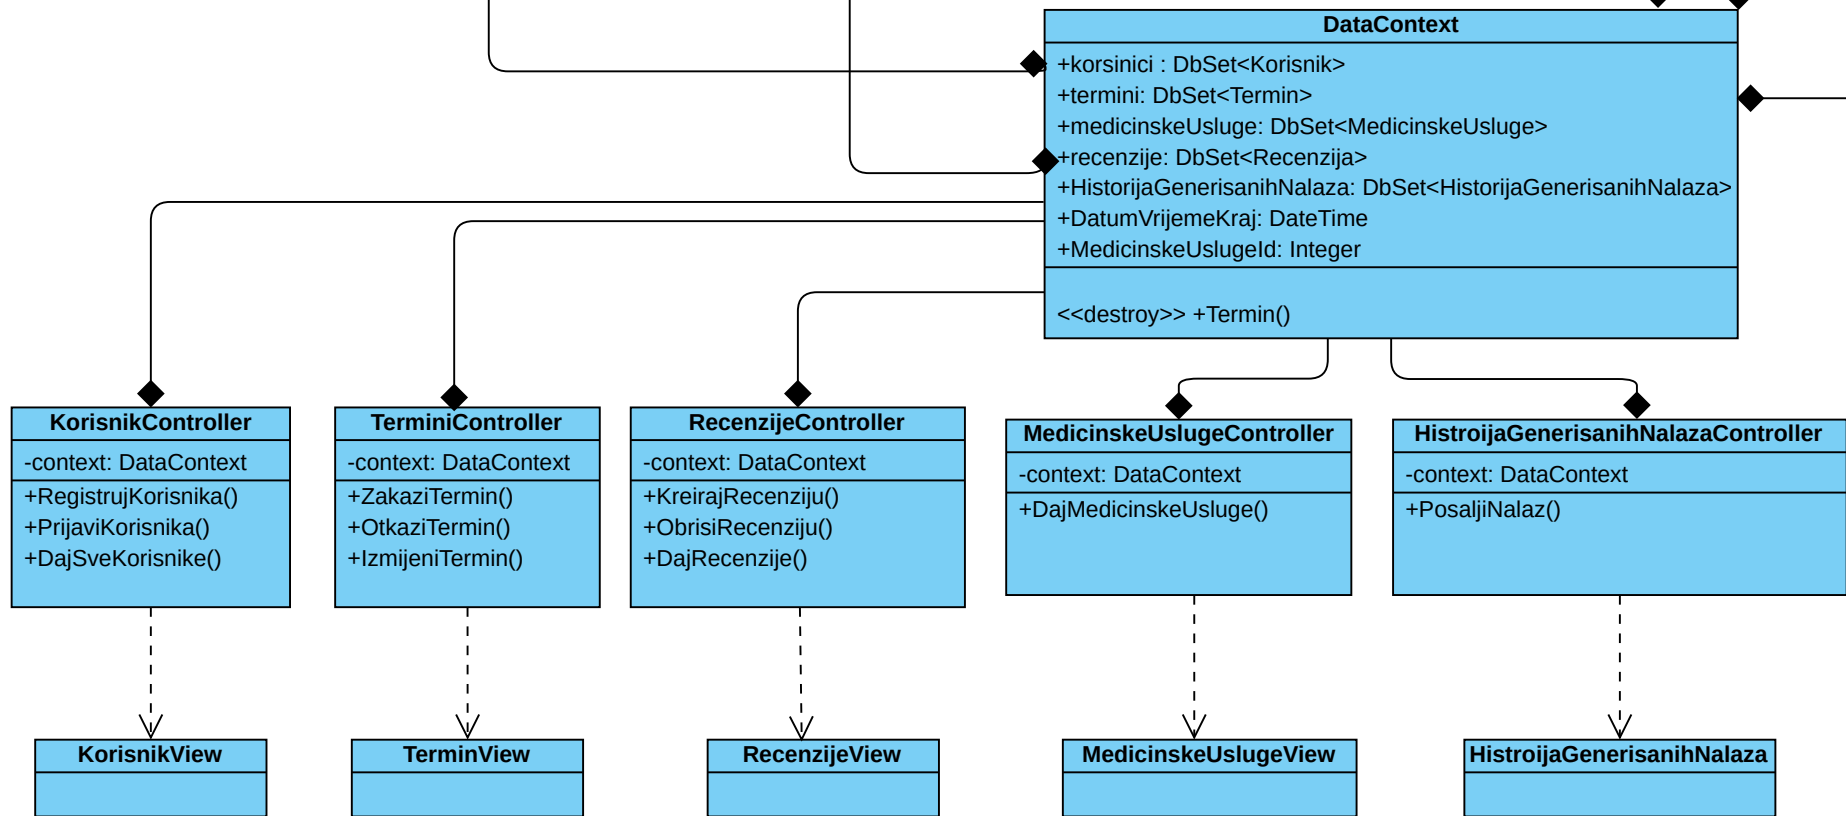 DataContext
+korsinici : DbSet<Korisnik>
+termini: DbSet<Termin>
+medicinskeUsluge: DbSet<MedicinskeUsluge>
+recenzije: DbSet<Recenzija>
+HistorijaGenerisanihNalaza: DbSet<HistorijaGenerisanihNalaza>
+DatumVrijemeKraj: DateTime
+MedicinskeUslugeId: Integer
<<destroy>> +Termin()
KorisnikController
-context: DataContext
+RegistrujKorisnika()
+PrijaviKorisnika()
+DajSveKorisnike()
TerminiController
-context: DataContext
+ZakaziTermin()
+OtkaziTermin()
+IzmijeniTermin()
RecenzijeController
-context: DataContext
+KreirajRecenziju()
+ObrisiRecenziju()
+DajRecenzije()
MedicinskeUslugeController
-context: DataContext
+DajMedicinskeUsluge()
HistroijaGenerisanihNalazaController
-context: DataContext
+PosaljiNalaz()
KorisnikView
TerminView
RecenzijeView
MedicinskeUslugeView
HistroijaGenerisanihNalaza